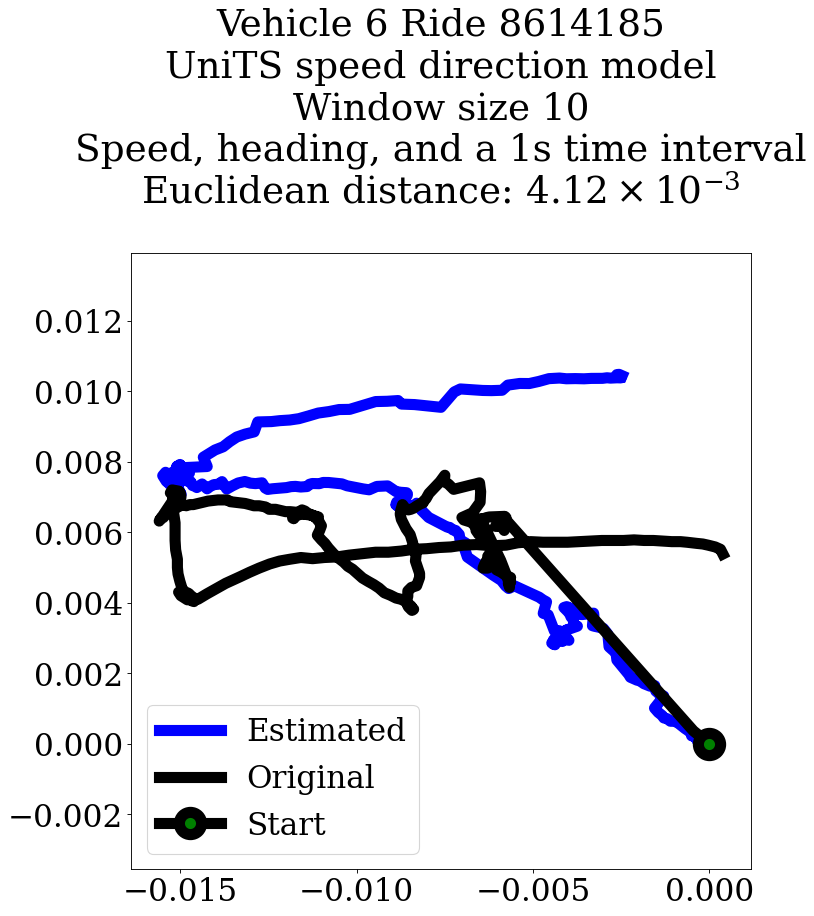 Vehicle 6 Ride 8614185
UniTS speed direction model
Window size 10
Speed, heading, and a 1s time interval
Euclidean distance: 4.12 × 10⁻³
0.012
0.010
0.008
0.006
0.004
0.002
0.000
−0.002
Estimated
Original
Start
−0.015 −0.010 −0.005 0.000